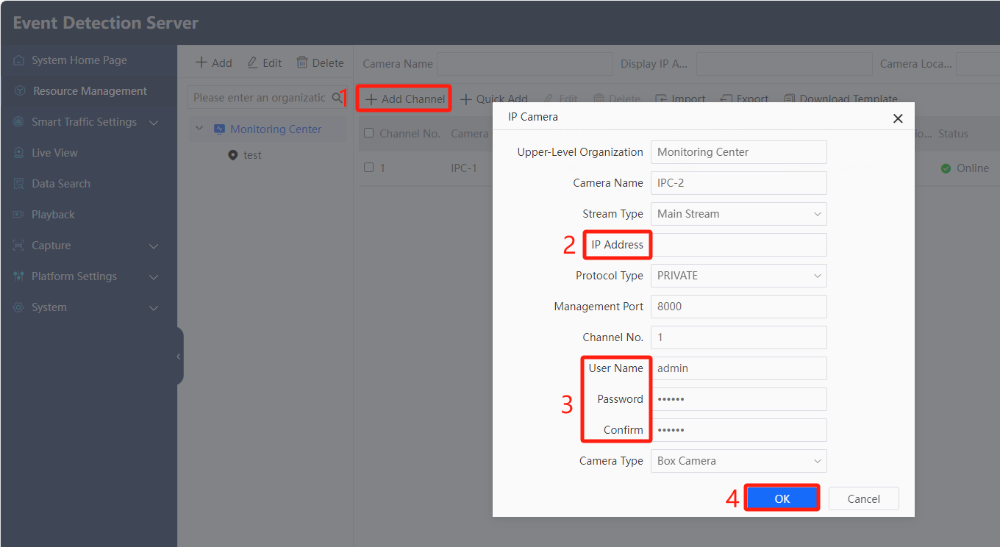 Event Detection Server
System Home Page
Resource Management
Smart Traffic Settings
Live View
Data Search
Playback
Capture
Platform Settings
System
Add Edit Delete
Please enter an organizatic
Monitoring Center
test
Camera Name Display IP A... Camera Loca...
1 Add Channel Quick Add Edit Delete Import Export Download Template
Channel No. Camera io... Status
1 IPC-1 Online
IP Camera
Upper-Level Organization Monitoring Center
Camera Name IPC-2
Stream Type Main Stream
2 IP Address
Protocol Type PRIVATE
Management Port 8000
Channel No. 1
User Name admin
3 Password ••••••
Confirm ••••••
Camera Type Box Camera
4 OK Cancel